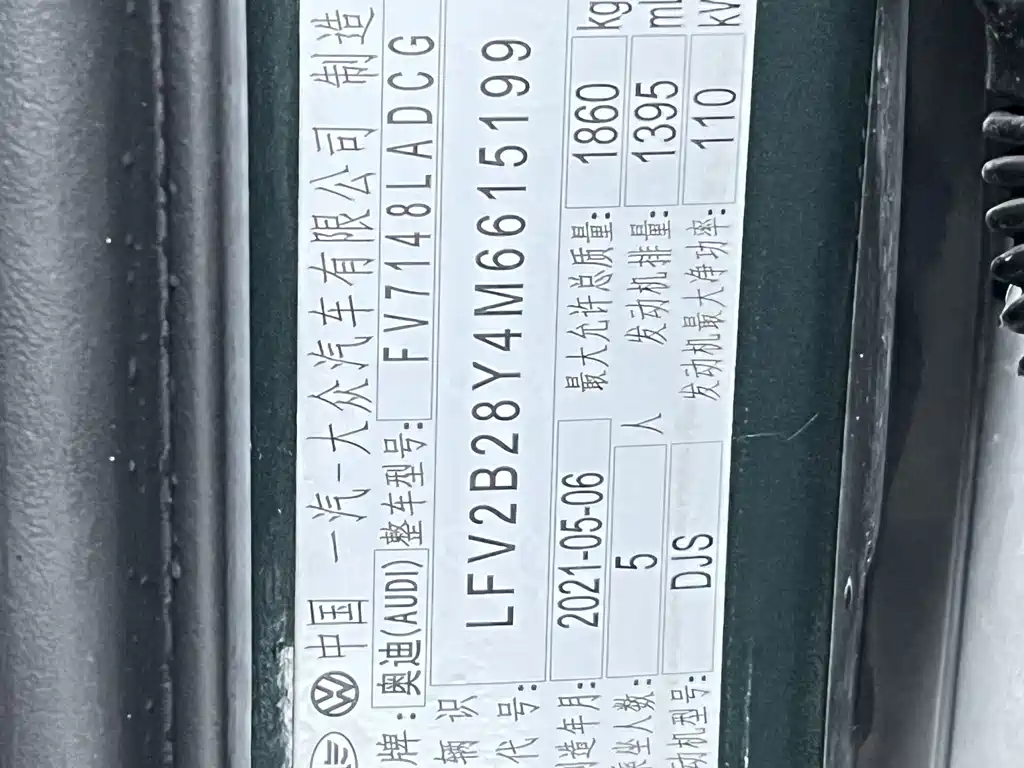 中国 一汽-大众汽车有限公司 制造
牌: 奥迪(AUDI) 整车型号: FV7148LADCG
辆识代号: LFV2B28Y4M6615199
制造年月: 2021-05-06 最大允许总质量: 1860 kg
乘坐人数: 5 人 发动机排量: 1395 ml
动机型号: DJS 发动机最大净功率: 110 kW